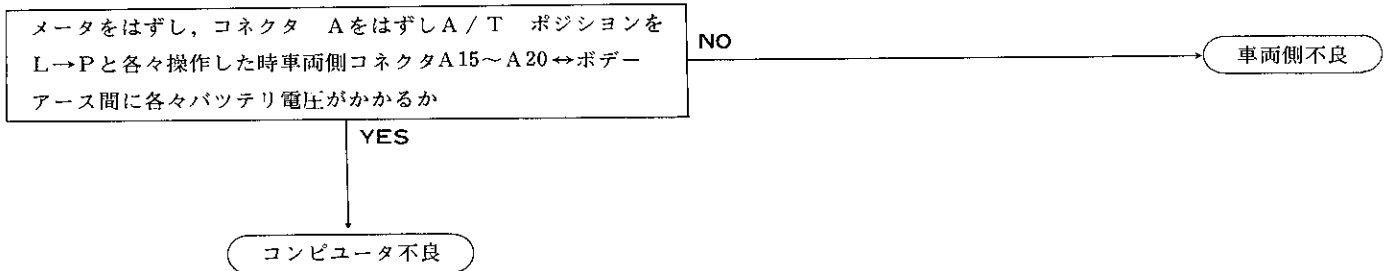 メータをはずし，コネクタ　AをはずしA／T　ポジションを
L→Pと各々操作した時車両側コネクタA15～A20↔ボデー
アース間に各々バツテリ電圧がかかるか
NO
車両側不良
YES
コンピユータ不良